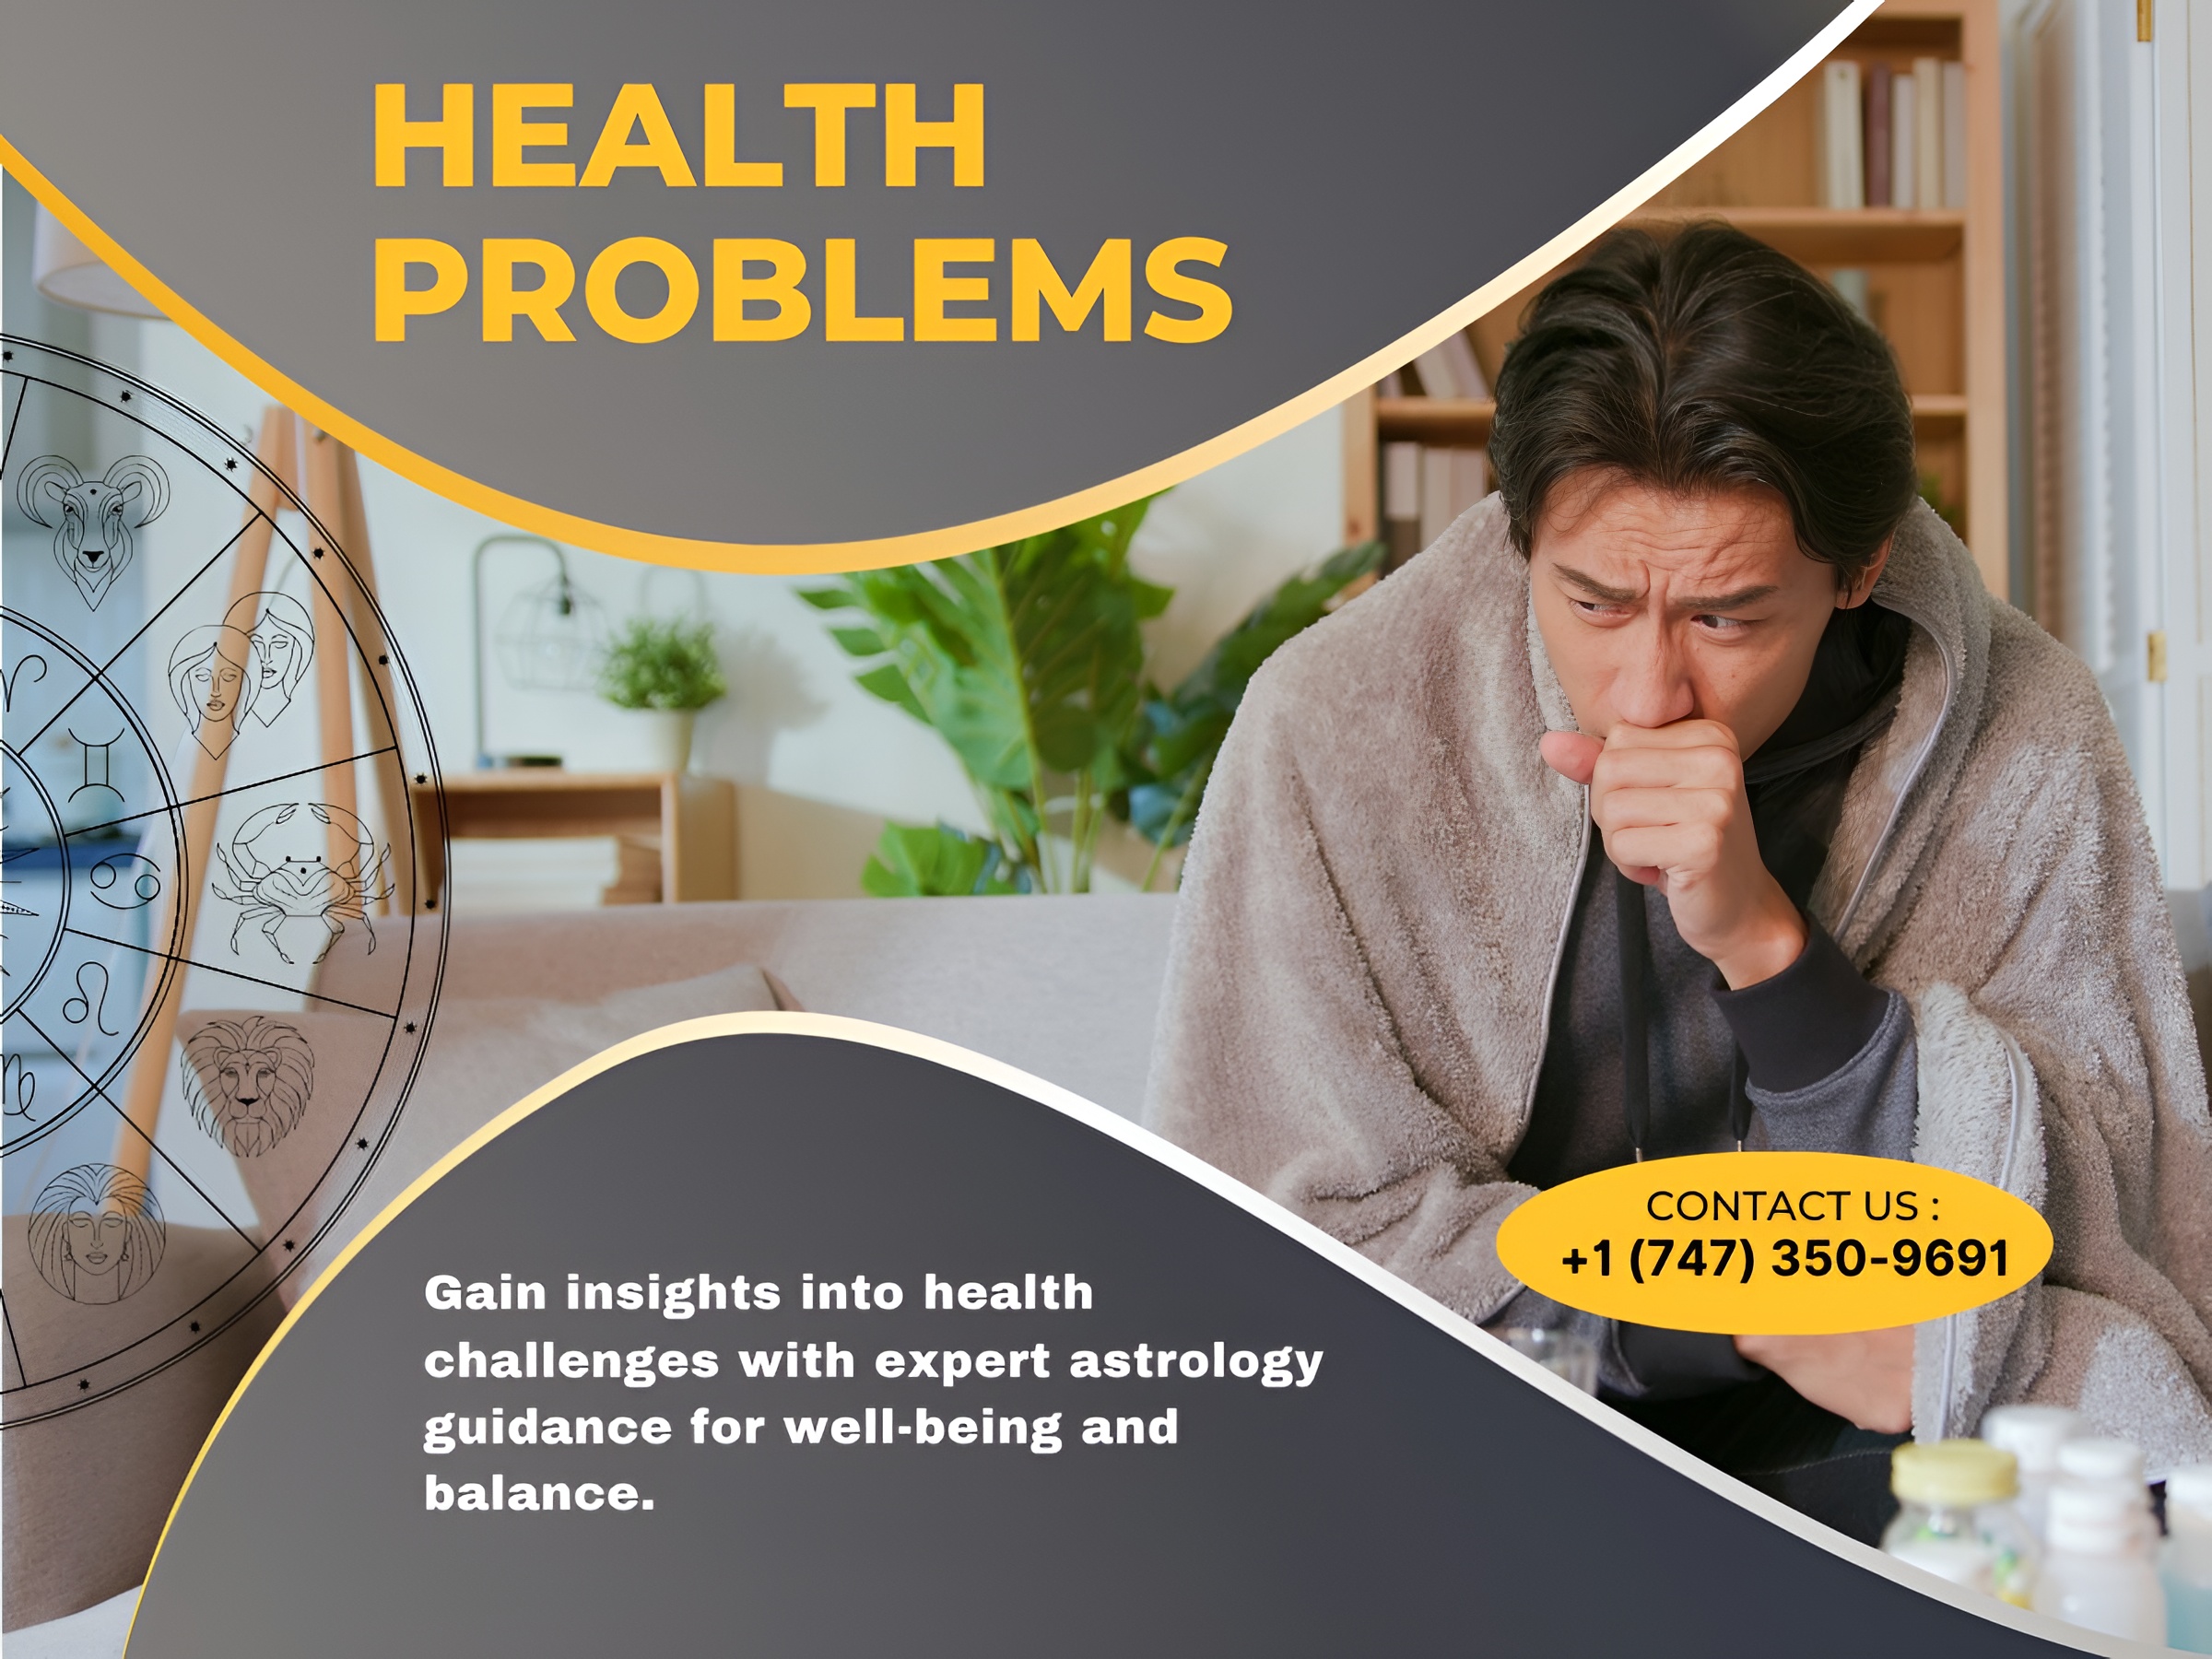 HEALTH
PROBLEMS
CONTACT US :
+1 (747) 350-9691
Gain insights into health
challenges with expert astrology
guidance for well-being and
balance.